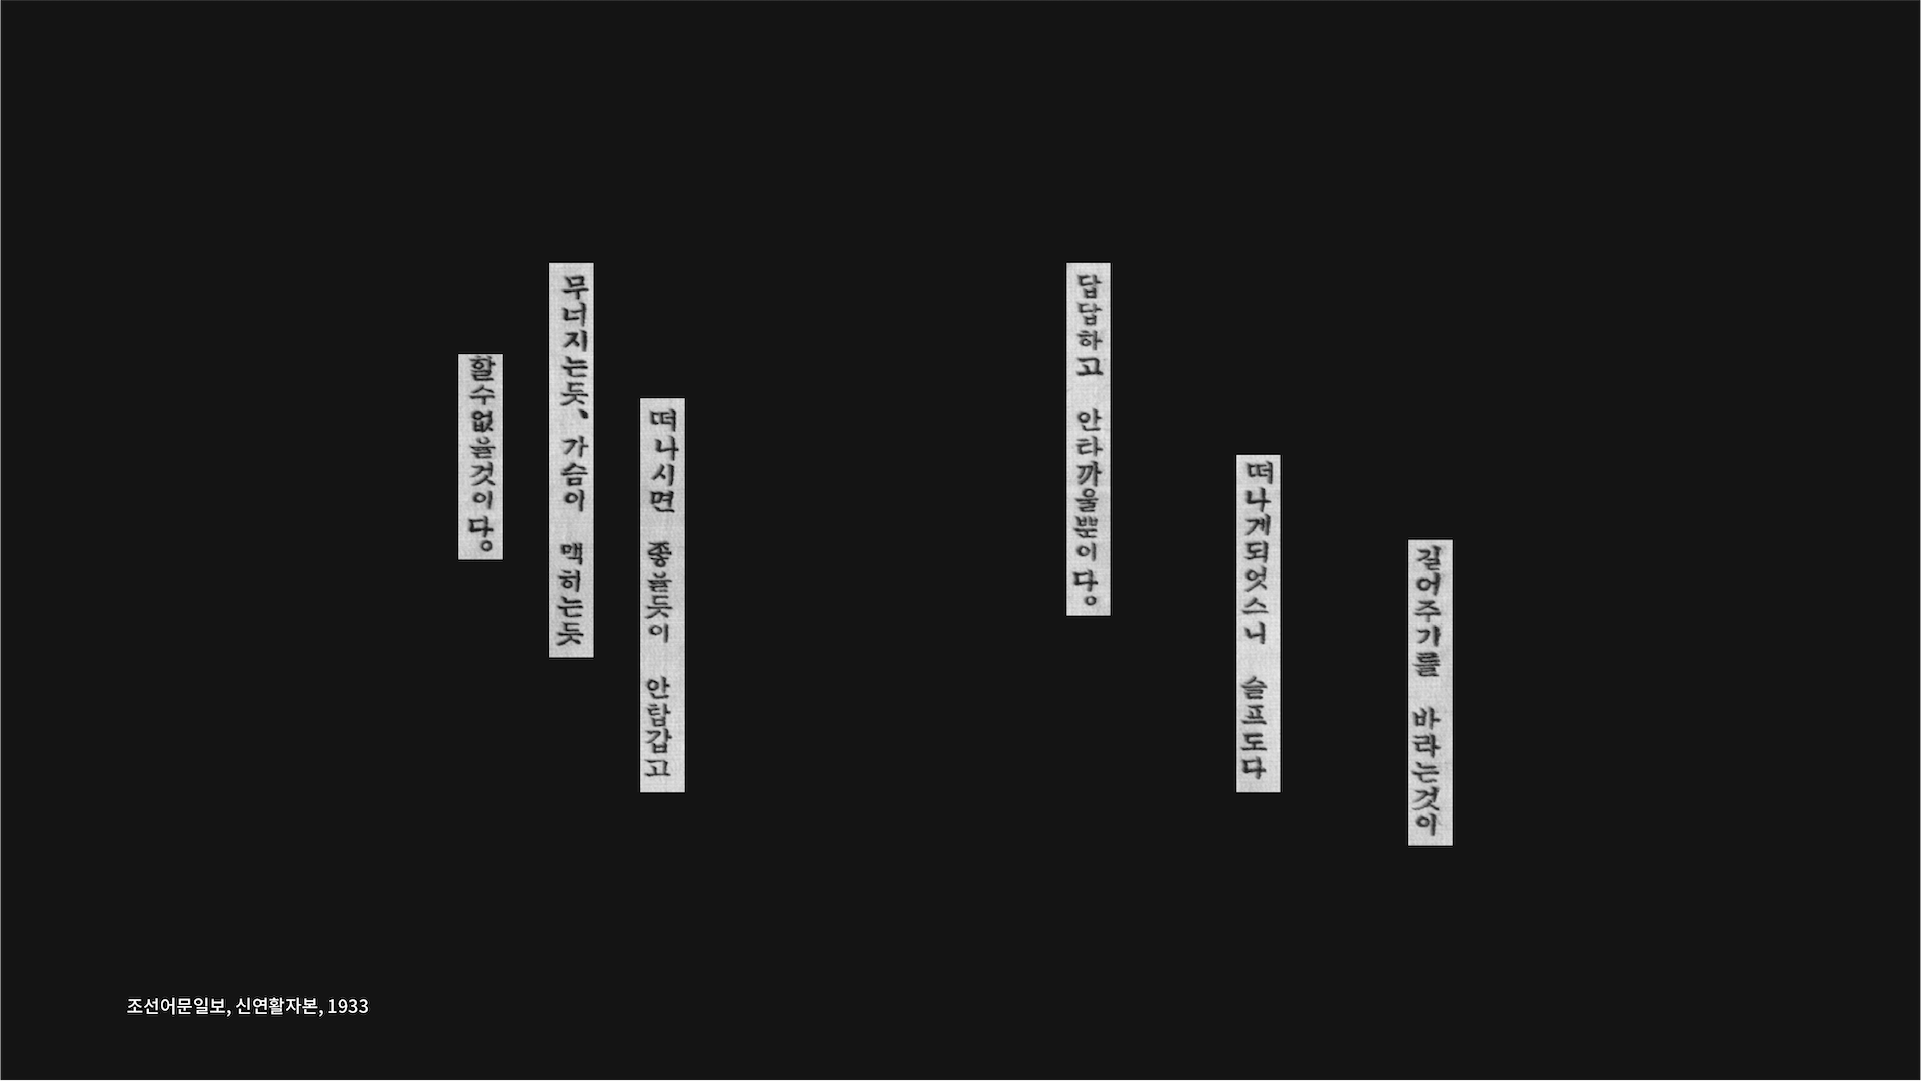 길어주기를 바라는것이
떠나게되엇스니 슬프도다
답답하고 안타까울뿐이다。
떠나시면 좋을듯이 안탑갑고
무너지는듯、가슴이 맥허는듯
할수없을것이다。
조선어문일보, 신연활자본, 1933